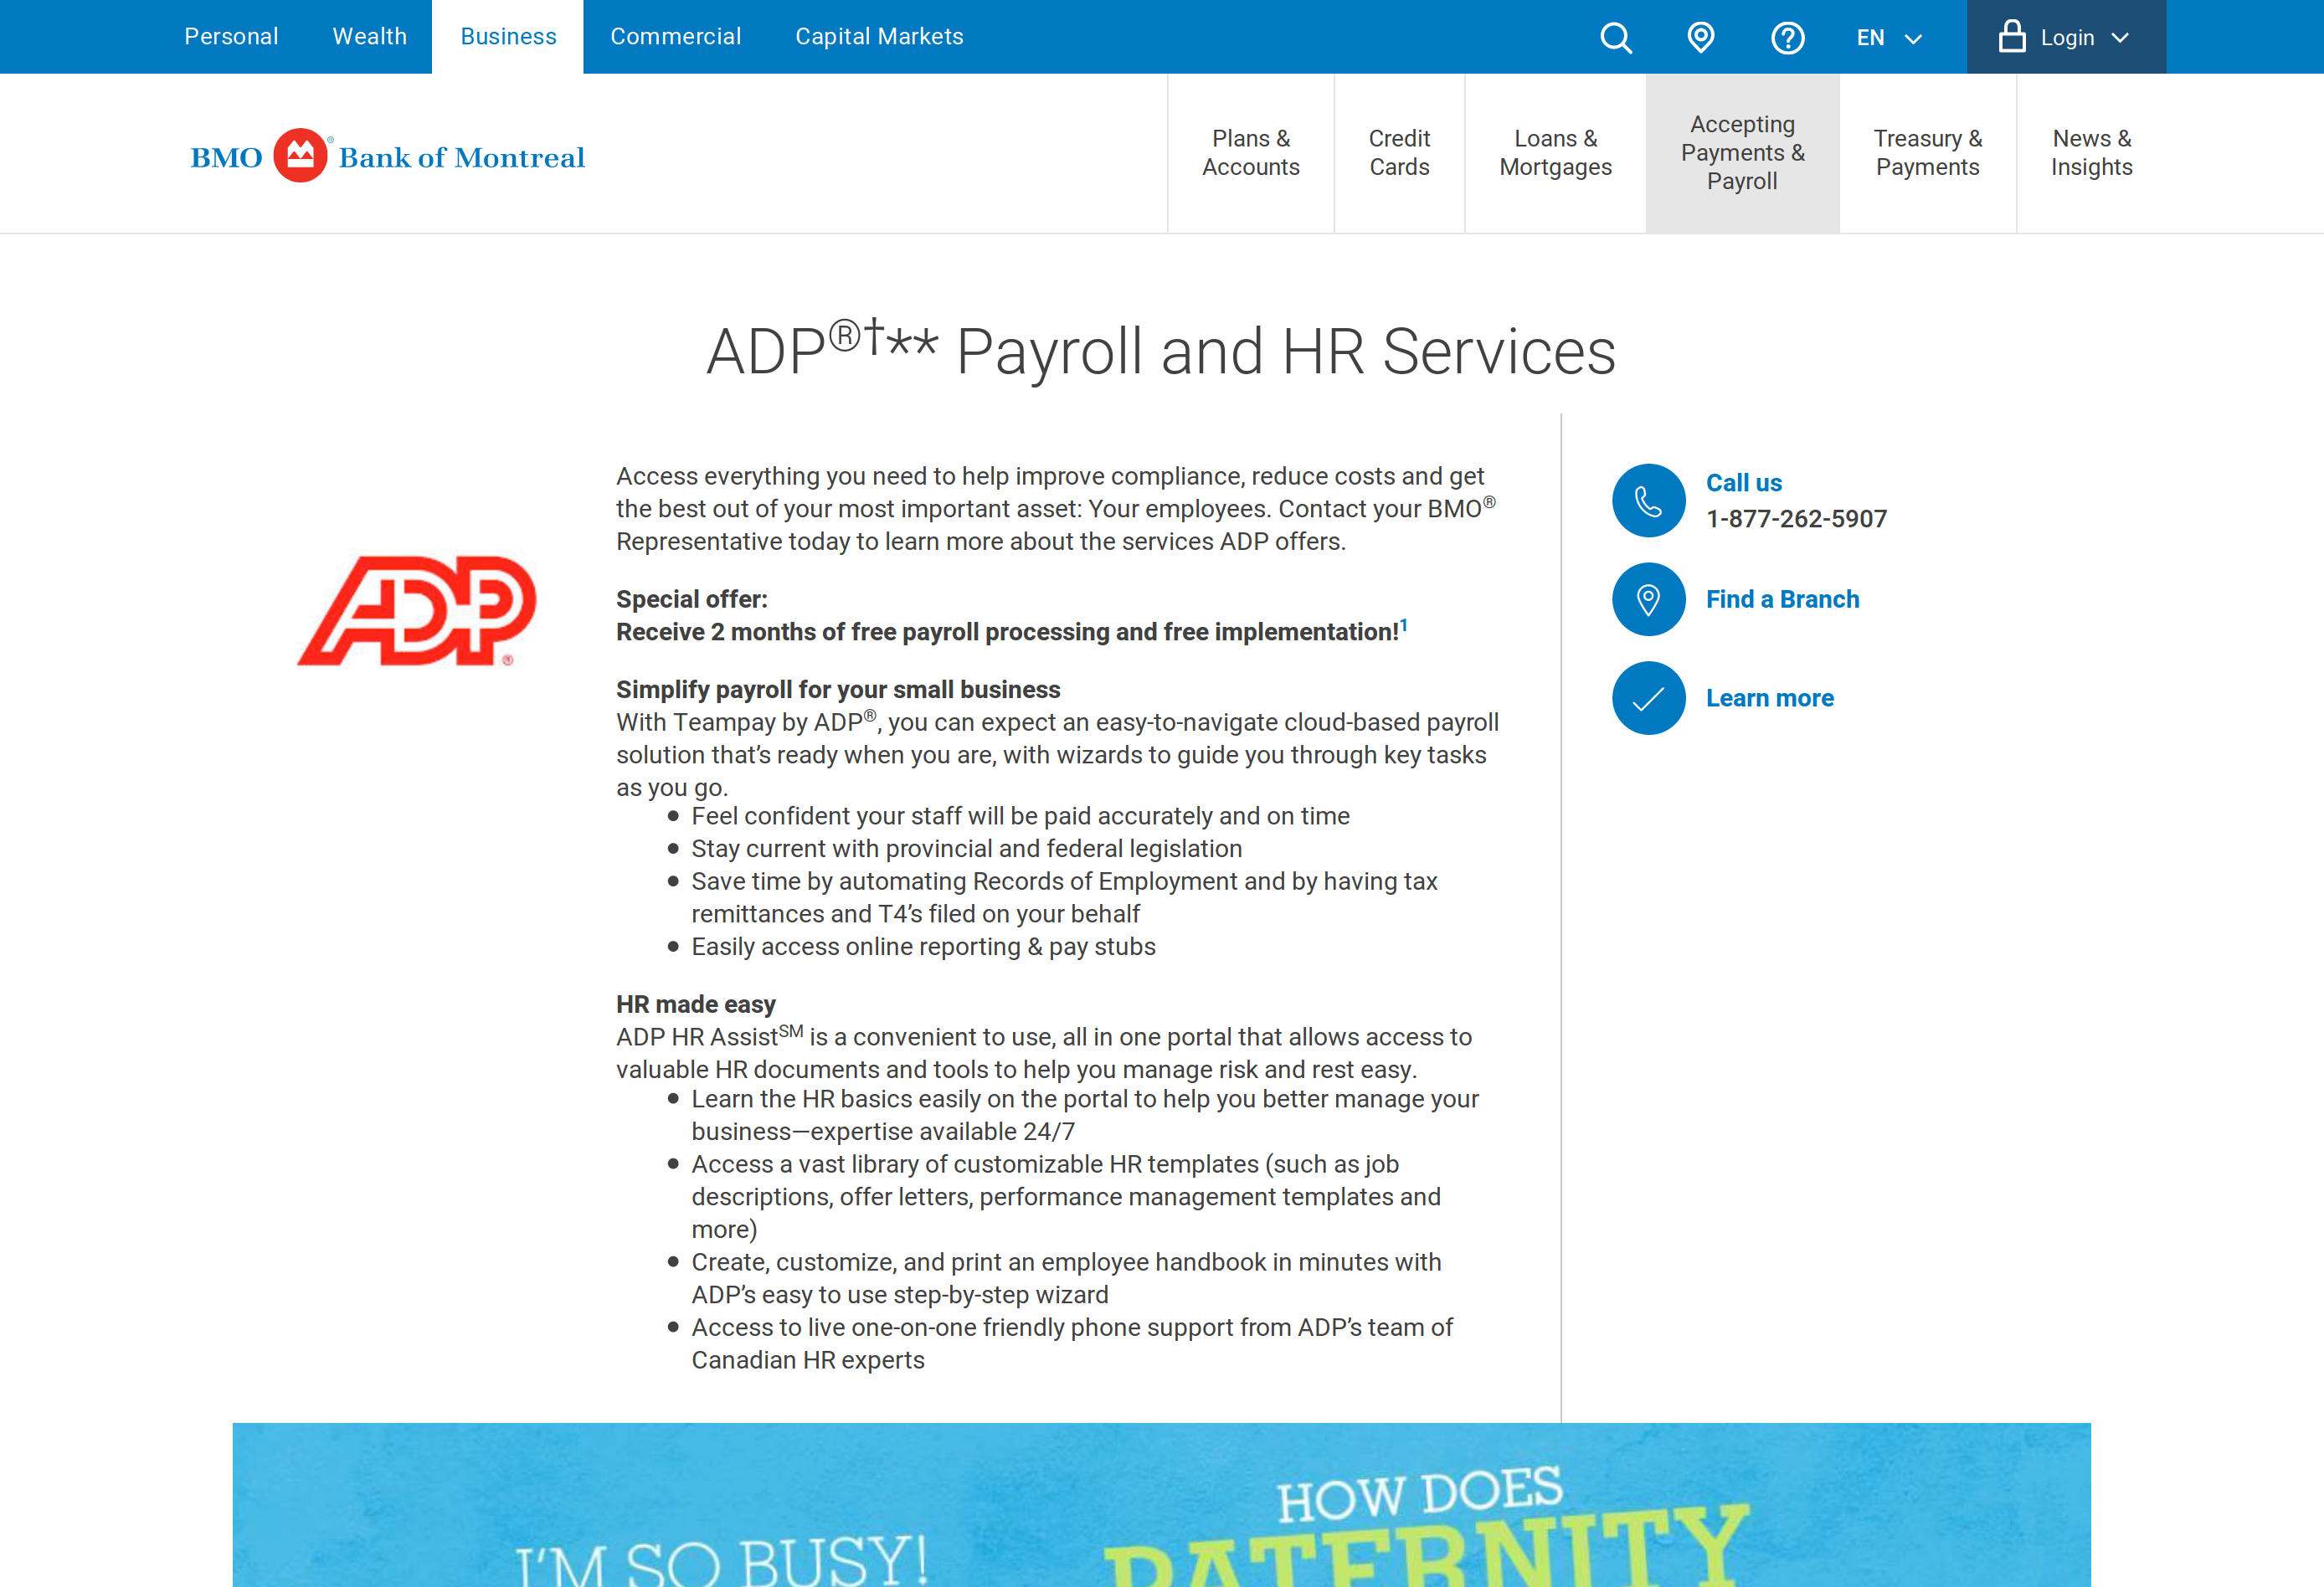 Personal Wealth Business Commercial Capital Markets EN Login
BMO ® Bank of Montreal
Plans &
Accounts
Credit
Cards
Loans &
Mortgages
Accepting
Payments &
Payroll
Treasury &
Payments
News &
Insights
ADP®†** Payroll and HR Services
ADP®
Access everything you need to help improve compliance, reduce costs and get
the best out of your most important asset: Your employees. Contact your BMO®
Representative today to learn more about the services ADP offers.
Special offer:
Receive 2 months of free payroll processing and free implementation!1
Simplify payroll for your small business
With Teampay by ADP®, you can expect an easy-to-navigate cloud-based payroll
solution that’s ready when you are, with wizards to guide you through key tasks
as you go.
• Feel confident your staff will be paid accurately and on time
• Stay current with provincial and federal legislation
• Save time by automating Records of Employment and by having tax
remittances and T4’s filed on your behalf
• Easily access online reporting & pay stubs
HR made easy
ADP HR AssistSM is a convenient to use, all in one portal that allows access to
valuable HR documents and tools to help you manage risk and rest easy.
• Learn the HR basics easily on the portal to help you better manage your
business—expertise available 24/7
• Access a vast library of customizable HR templates (such as job
descriptions, offer letters, performance management templates and
more)
• Create, customize, and print an employee handbook in minutes with
ADP’s easy to use step-by-step wizard
• Access to live one-on-one friendly phone support from ADP’s team of
Canadian HR experts
Call us
1-877-262-5907
Find a Branch
Learn more
I'M SO BUSY!
HOW DOES
PATERNITY